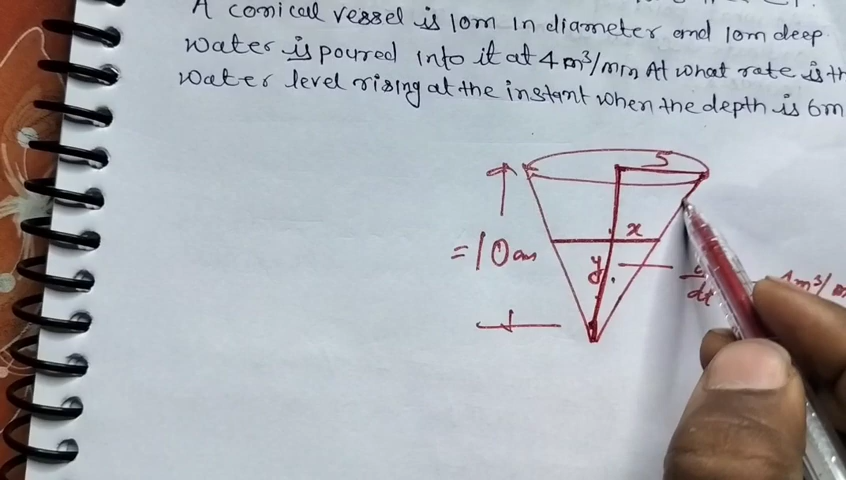 A conical vessel is 10m in diameter and 10m deep.
Water is poured into it at 4m³/min At what rate is
water level rising at the instant when the depth is 6m
5
x
= 10m
y
dt
4m³/m